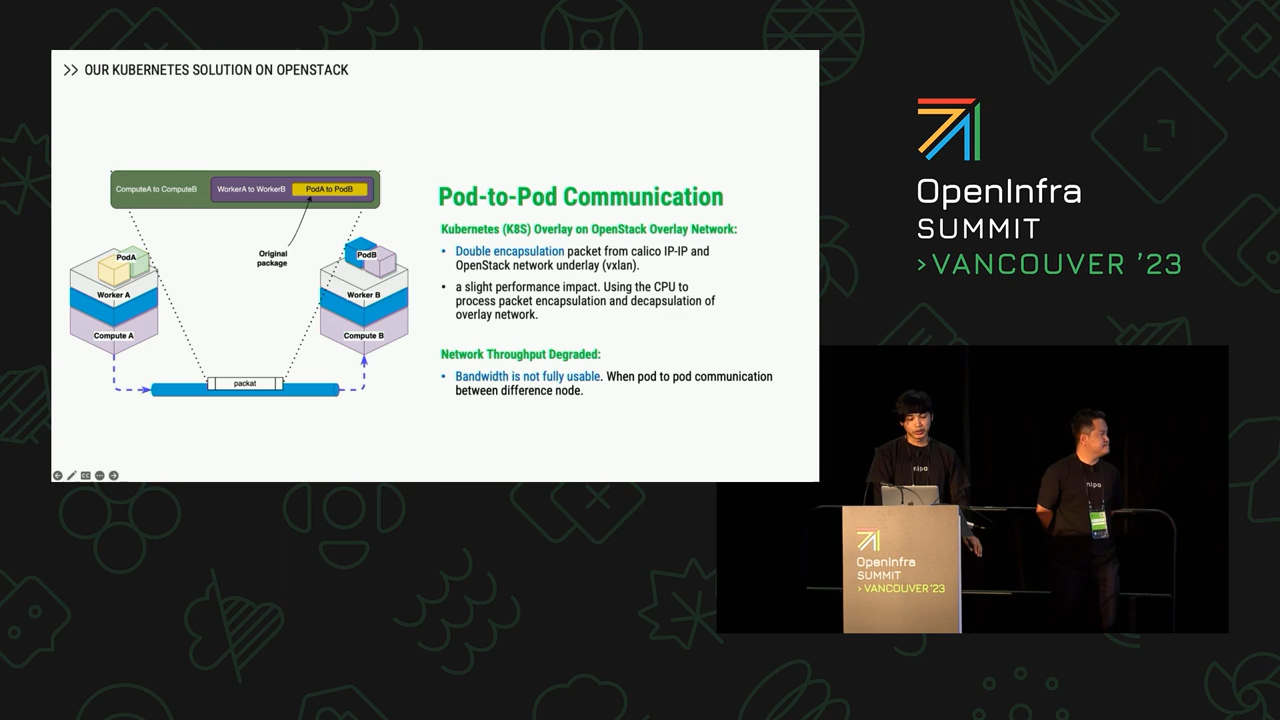 >> OUR KUBERNETES SOLUTION ON OPENSTACK
ComputeA to ComputeB
WorkerA to WorkerB
PodA to PodB
Original
package
PodA
Worker A
Compute A
PodB
Worker B
Compute B
packat
Pod-to-Pod Communication
Kubernetes (K8S) Overlay on OpenStack Overlay Network:
• Double encapsulation packet from calico IP-IP and
OpenStack network underlay (vxlan).
• a slight performance impact. Using the CPU to
process packet encapsulation and decapsulation of
overlay network.
Network Throughput Degraded:
• Bandwidth is not fully usable. When pod to pod communication
between difference node.
OpenInfra
SUMMIT
>VANCOUVER '23
nipa
nipa
OpenInfra
SUMMIT
> VANCOUVER '23